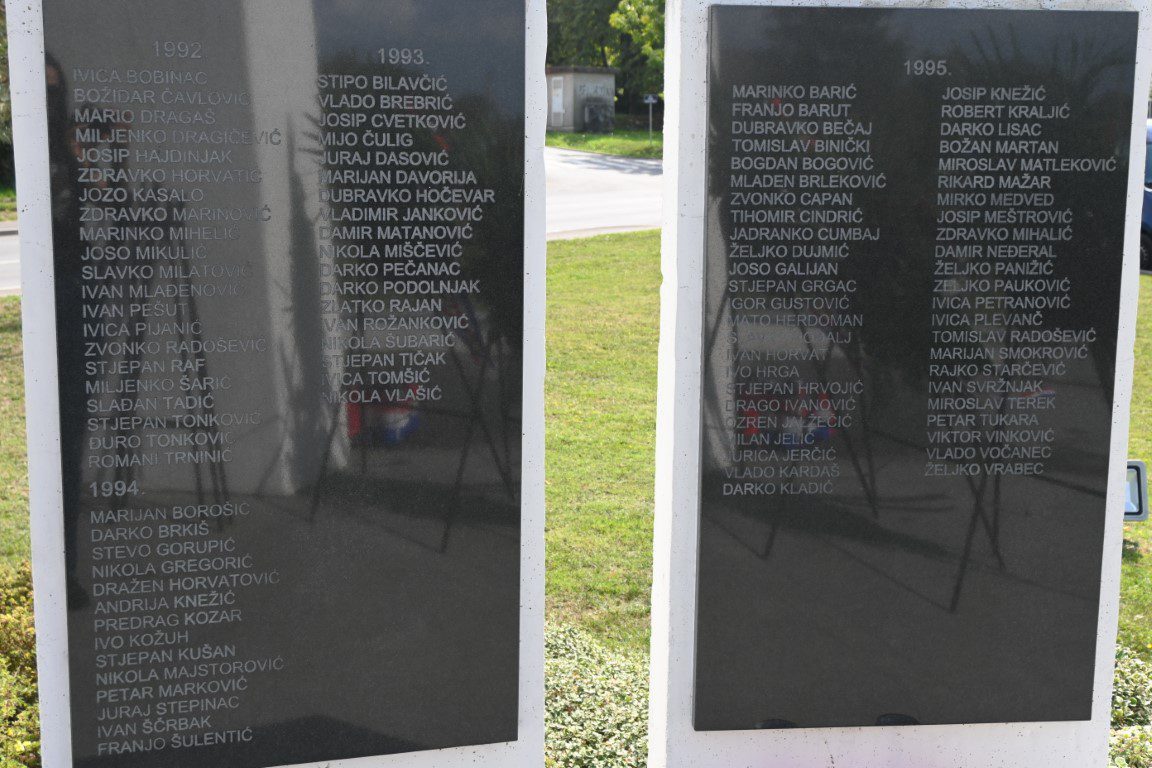 1992
IVICA BOBINAC
BOŽIDAR ČAVLOVIĆ
MARIO DRAGAŠ
MILJENKO DRAGIČEVIĆ
JOSIP HAJDINJAK
ZDRAVKO HORVATIĆ
JOZO KASALO
ZDRAVKO MARINOVIĆ
MARINKO MIHELIĆ
JOSO MIKULIĆ
SLAVKO MILATOVIĆ
IVAN MLAĐENOVIĆ
IVAN PEŠUT
IVICA PIJANIĆ
ZVONKO RADOŠEVIĆ
STJEPAN RAF
MILJENKO ŠARIĆ
SLAĐAN TADIĆ
STJEPAN TONKOVIĆ
ĐURO TONKOVIĆ
ROMANI TRNINIĆ
1994.
MARIJAN BOROŠIĆ
DARKO BRKIŠ
STEVO GORUPIĆ
NIKOLA GREGORIĆ
DRAŽEN HORVATOVIĆ
ANDRIJA KNEŽIĆ
PREDRAG KOZAR
IVO KOŽUH
STJEPAN KUŠAN
NIKOLA MAJSTOROVIĆ
PETAR MARKOVIĆ
JURAJ STEPINAC
IVAN ŠČRBAK
FRANJO ŠULENTIĆ
1993.
STIPO BILAVČIĆ
VLADO BREBRIĆ
JOSIP CVETKOVIĆ
MIJO ČULIG
JURAJ DASOVIĆ
MARIJAN DAVORIJA
DUBRAVKO HOČEVAR
VLADIMIR JANKOVIĆ
DAMIR MATANOVIĆ
NIKOLA MIŠČEVIĆ
DARKO PEČANAC
DARKO PODOLNJAK
ZLATKO RAJAN
IVAN ROŽANKOVIĆ
NIKOLA ŠUBARIĆ
STJEPAN TIČAK
IVICA TOMŠIĆ
NIKOLA VLAŠIĆ
1995.
MARINKO BARIĆ
FRANJO BARUT
DUBRAVKO BEČAJ
TOMISLAV BINIČKI
BOGDAN BOGOVIĆ
MLADEN BRLEKOVIĆ
ZVONKO CAPAN
TIHOMIR CINDRIĆ
JADRANKO CUMBAJ
ŽELJKO DUJMIĆ
JOSO GALIJAN
STJEPAN GRGAC
IGOR GUSTOVIĆ
MATO HERDOMAN
IVAN HORVAT
IVO HRGA
STJEPAN HRVOJIĆ
DRAGO IVANOVIĆ
OZREN JALŽEČIĆ
MILAN JELIĆ
JURICA JERČIĆ
VLADO KARDAŠ
DARKO KLADIĆ
JOSIP KNEŽIĆ
ROBERT KRALJIĆ
DARKO LISAC
BOŽAN MARTAN
MIROSLAV MATLEKOVIĆ
RIKARD MAŽAR
MIRKO MEDVED
JOSIP MEŠTROVIĆ
ZDRAVKO MIHALIĆ
DAMIR NEĐERAL
ŽELJKO PANIŽIĆ
ŽELJKO PAUKOVIĆ
IVICA PETRANOVIĆ
IVICA PLEVANČ
TOMISLAV RADOŠEVIĆ
MARIJAN SMOKROVIĆ
RAJKO STARČEVIĆ
IVAN SVRŽNJAK
MIROSLAV TEREK
PETAR TUKARA
VIKTOR VINKOVIĆ
VLADO VOČANEC
ŽELJKO VRABEC